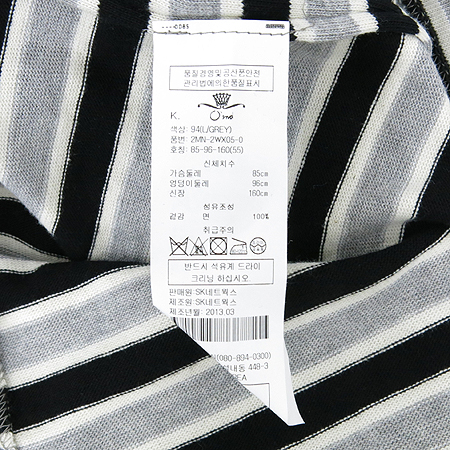 품질경영및공산품안전
관리법에의한품질표시
K.
색상: 94(L/GREY)
품번: 2MN-2WX05-0
호칭: 85-96-160(55)
신체치수
가슴둘레 85cm
엉덩이둘레 96cm
신장 160cm
섬유조성
겉감 면 100%
취급주의
반드시 석유계 드라이
크리닝 하십시오.
판매원:SK네트웍스
제조원:SK네트웍스
제조년월:2013.03
(080-894-0300)
내동 448-3